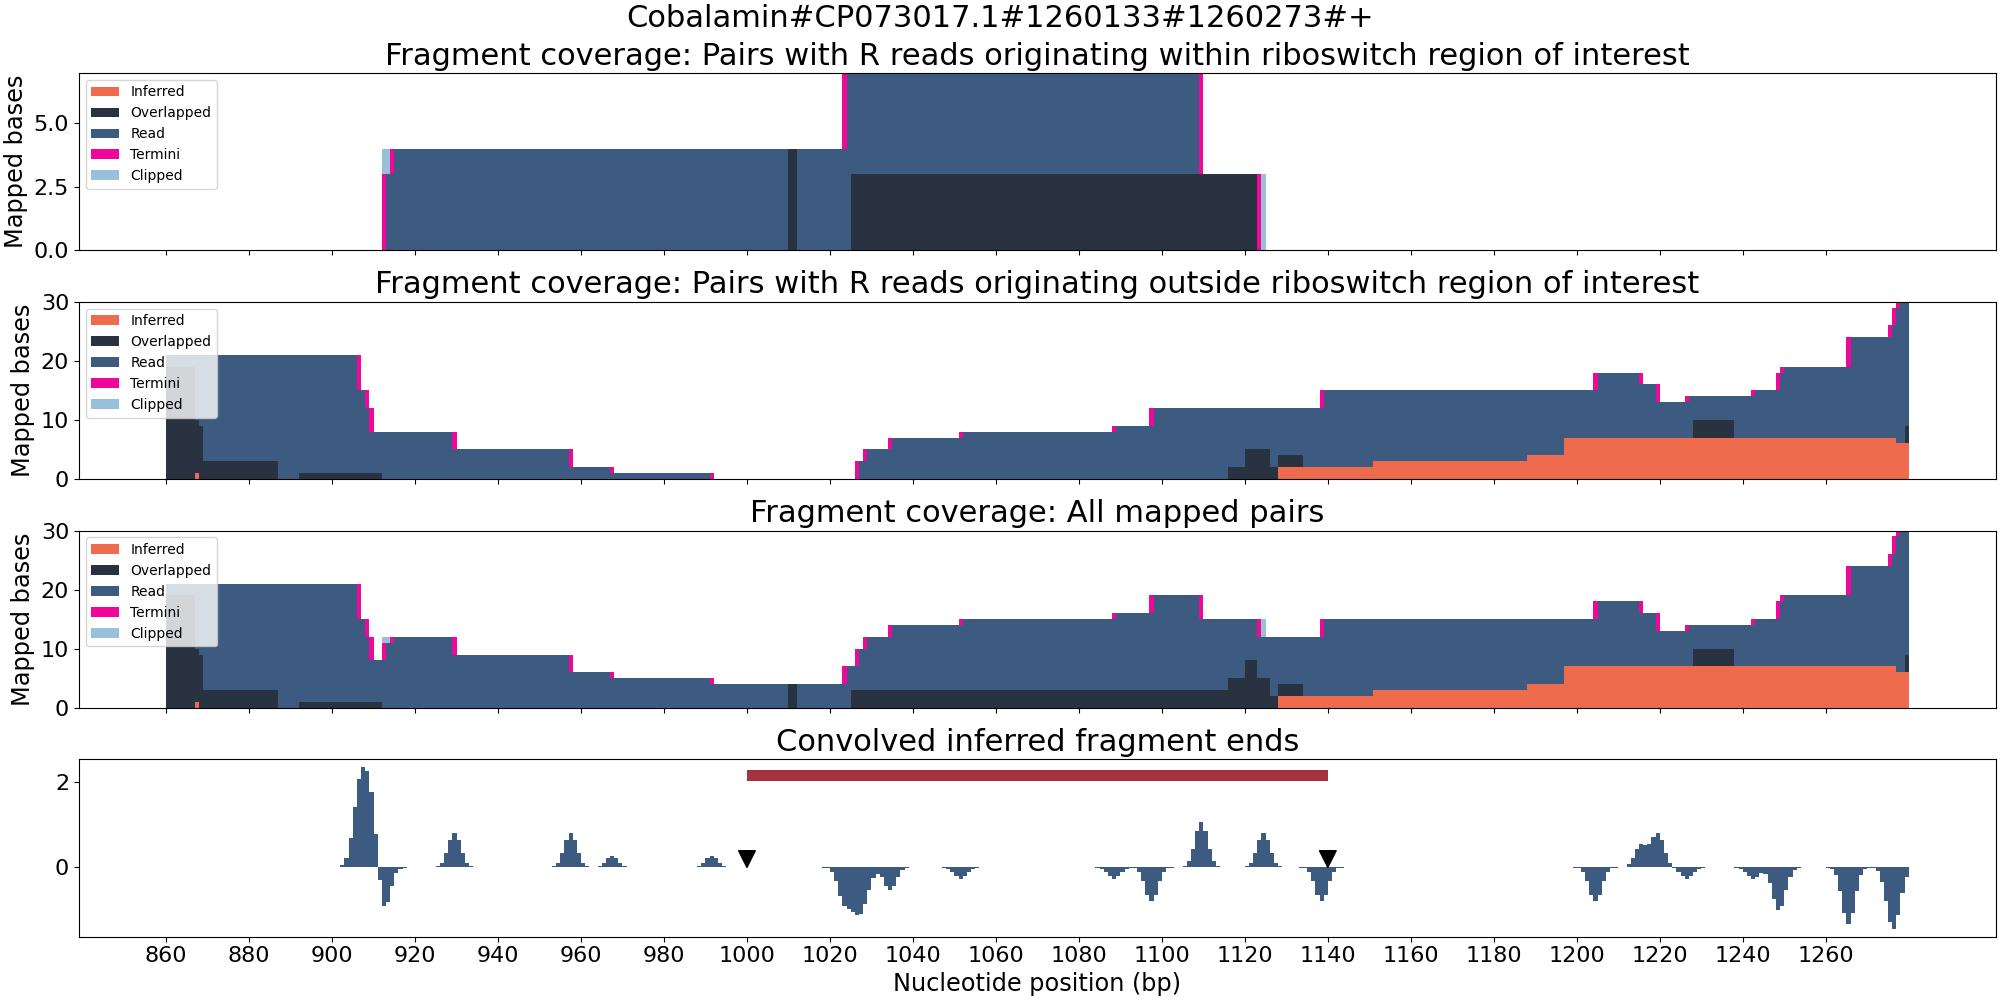 Cobalamin#CP073017.1#1260133#1260273#+
Fragment coverage: Pairs with R reads originating within riboswitch region of interest
Mapped bases
5.0
2.5
0.0
Inferred
Overlapped
Read
Termini
Clipped
Fragment coverage: Pairs with R reads originating outside riboswitch region of interest
Mapped bases
30
20
10
0
Inferred
Overlapped
Read
Termini
Clipped
Fragment coverage: All mapped pairs
Mapped bases
30
20
10
0
Inferred
Overlapped
Read
Termini
Clipped
Convolved inferred fragment ends
2
0
860 880 900 920 940 960 980 1000 1020 1040 1060 1080 1100 1120 1140 1160 1180 1200 1220 1240 1260
Nucleotide position (bp)